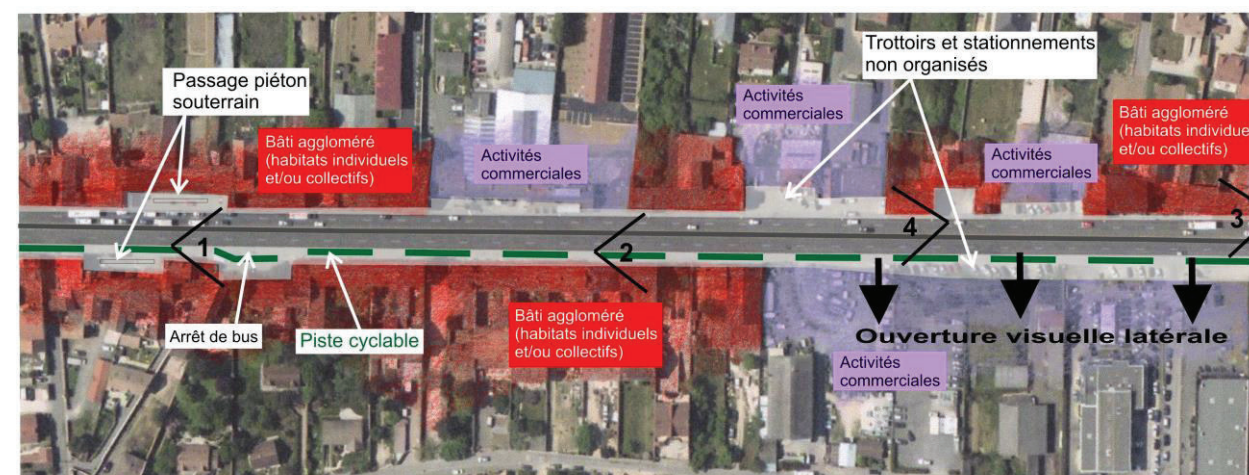 Passage piéton
souterrain
Bâti aggloméré
(habitats individuels
et/ou collectifs)
Activités
commerciales
Activités
commerciales
Trottoirs et stationnements
non organisés
Activités
commerciales
Bâti aggloméré
(habitats individuels
et/ou collectifs)
1
2
4
3
Arrêt de bus
Piste cyclable
Bâti aggloméré
(habitats individuels
et/ou collectifs)
Ouverture visuelle latérale
Activités
commerciales